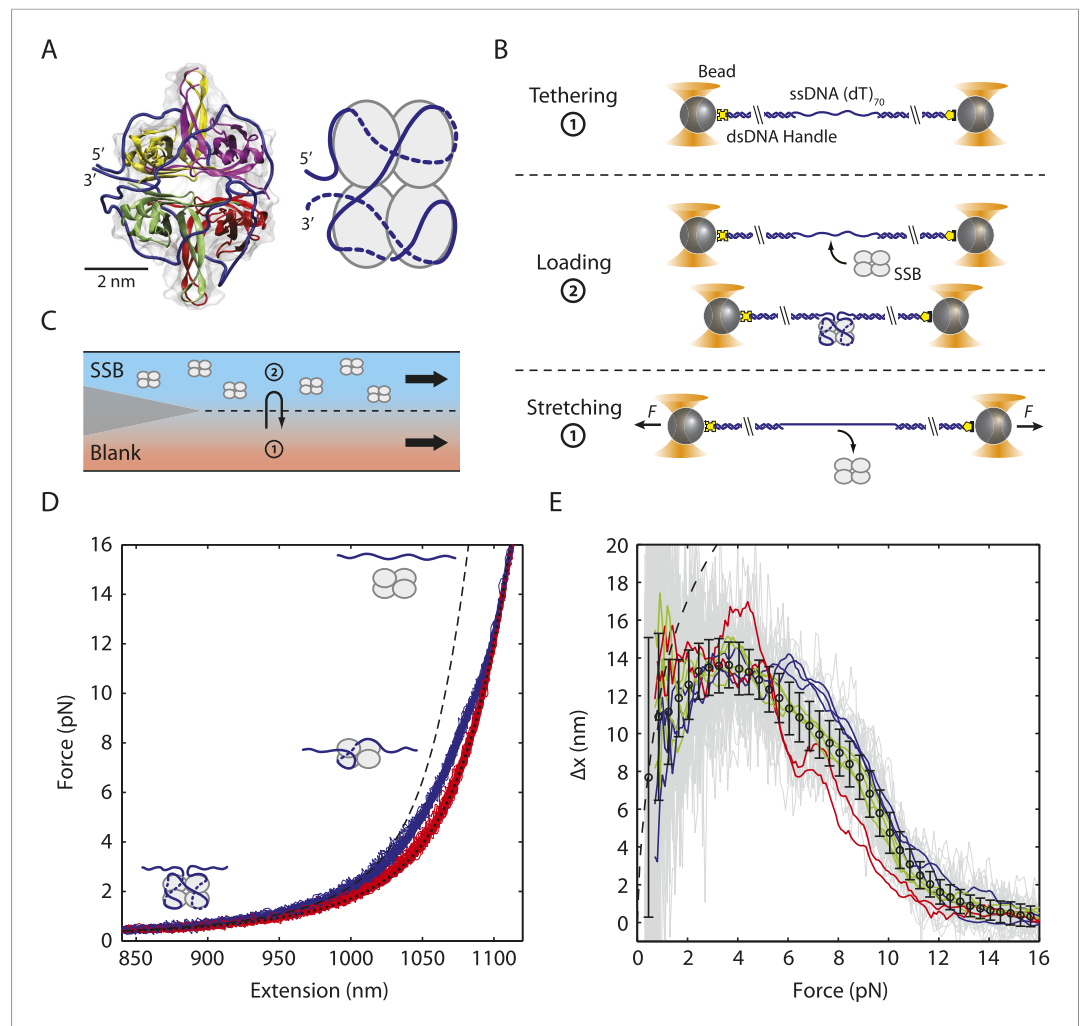 A
5′
3′
2 nm
5′
3′
B
Tethering
1
Bead
ssDNA (dT)70
dsDNA Handle
Loading
2
SSB
Stretching
1
F
F
C
SSB
2
1
Blank
D
16
14
12
10
8
6
4
2
0
Force (pN)
850
900
950
1000
1050
1100
Extension (nm)
E
20
18
16
14
12
10
8
6
4
2
0
Δx (nm)
0 2 4 6 8 10 12 14 16
Force (pN)